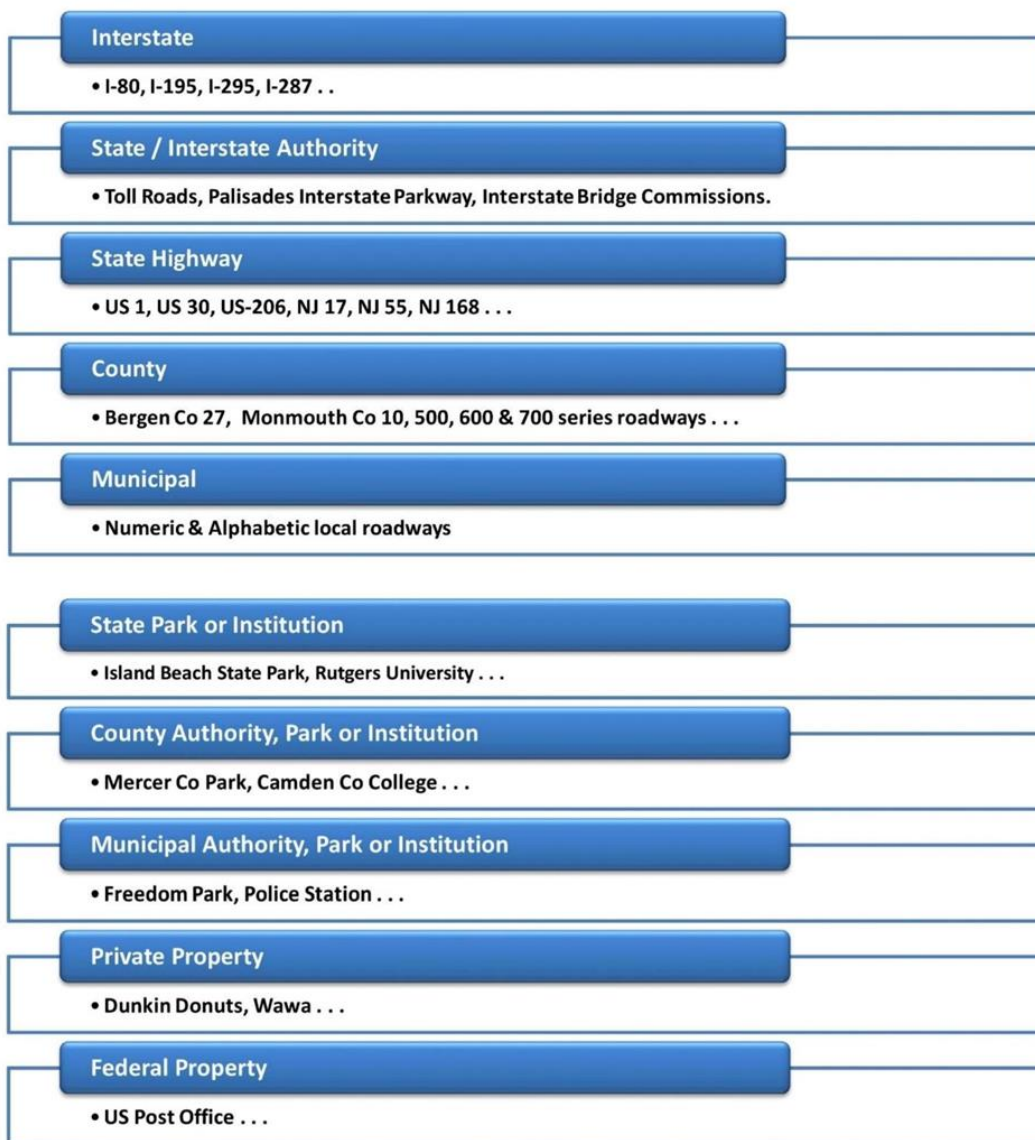 Interstate
• I-80, I-195, I-295, I-287 . .
State / Interstate Authority
• Toll Roads, Palisades Interstate Parkway, Interstate Bridge Commissions.
State Highway
• US 1, US 30, US-206, NJ 17, NJ 55, NJ 168 . . .
County
• Bergen Co 27, Monmouth Co 10, 500, 600 & 700 series roadways . . .
Municipal
• Numeric & Alphabetic local roadways
State Park or Institution
• Island Beach State Park, Rutgers University . . .
County Authority, Park or Institution
• Mercer Co Park, Camden Co College . . .
Municipal Authority, Park or Institution
• Freedom Park, Police Station . . .
Private Property
• Dunkin Donuts, Wawa . . .
Federal Property
• US Post Office . . .